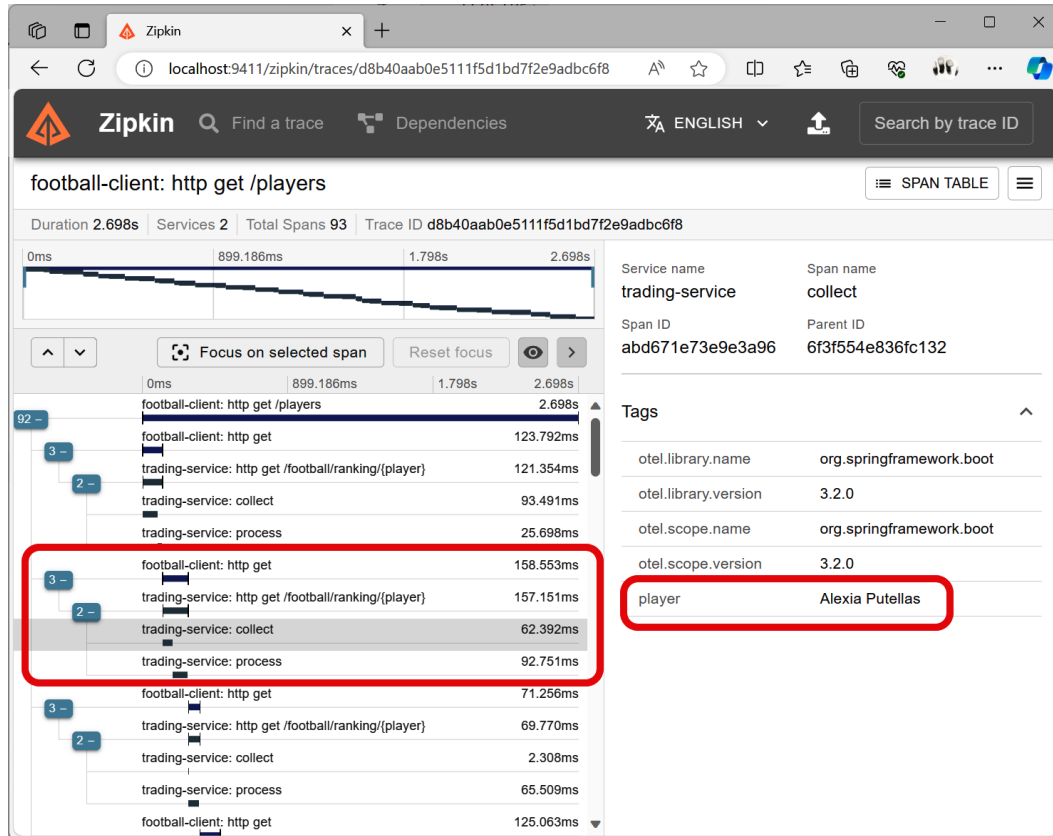 Zipkin
localhost:9411/zipkin/traces/d8b40aab0e5111f5d1bd7f2e9adbc6f8
Zipkin Find a trace Dependencies ENGLISH Search by trace ID
football-client: http get /players SPAN TABLE
Duration 2.698s Services 2 Total Spans 93 Trace ID d8b40aab0e5111f5d1bd7f2e9adbc6f8
0ms 899.186ms 1.798s 2.698s
Focus on selected span Reset focus
0ms 899.186ms 1.798s 2.698s
92 – football-client: http get /players 2.698s
3 – football-client: http get 123.792ms
2 – trading-service: http get /football/ranking/{player} 121.354ms
trading-service: collect 93.491ms
trading-service: process 25.698ms
3 – football-client: http get 158.553ms
2 – trading-service: http get /football/ranking/{player} 157.151ms
trading-service: collect 62.392ms
trading-service: process 92.751ms
3 – football-client: http get 71.256ms
2 – trading-service: http get /football/ranking/{player} 69.770ms
trading-service: collect 2.308ms
trading-service: process 65.509ms
football-client: http get 125.063ms
Service name Span name
trading-service collect
Span ID Parent ID
abd671e73e9e3a96 6f3f554e836fc132
Tags
otel.library.name org.springframework.boot
otel.library.version 3.2.0
otel.scope.name org.springframework.boot
otel.scope.version 3.2.0
player Alexia Putellas